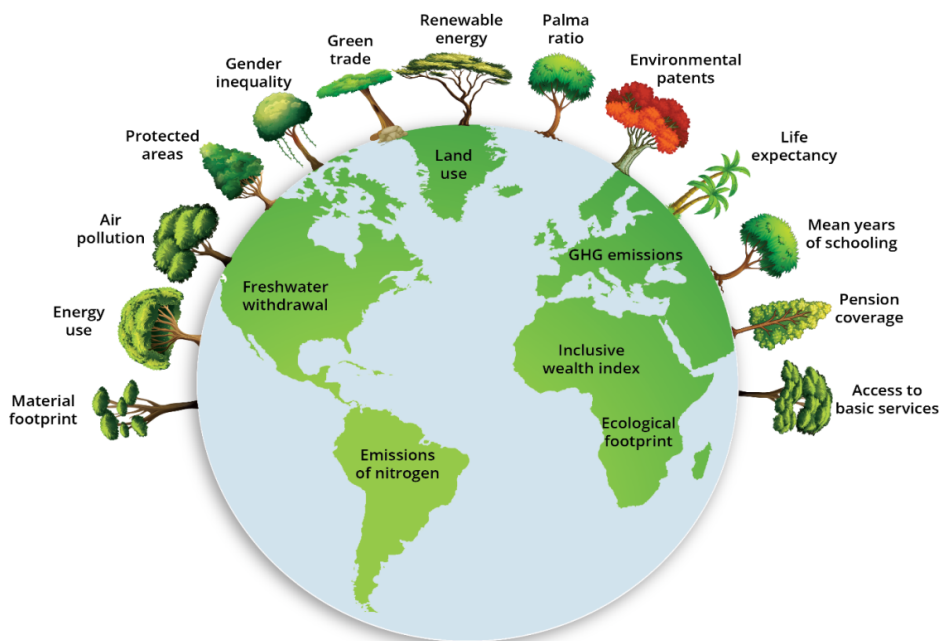 Renewable
energy
Palma
ratio
Green
trade
Gender
inequality
Environmental
patents
Protected
areas
Life
expectancy
Air
pollution
Mean years
of schooling
Energy
use
Pension
coverage
Material
footprint
Access to
basic services
Land
use
Freshwater
withdrawal
GHG emissions
Inclusive
wealth index
Ecological
footprint
Emissions
of nitrogen